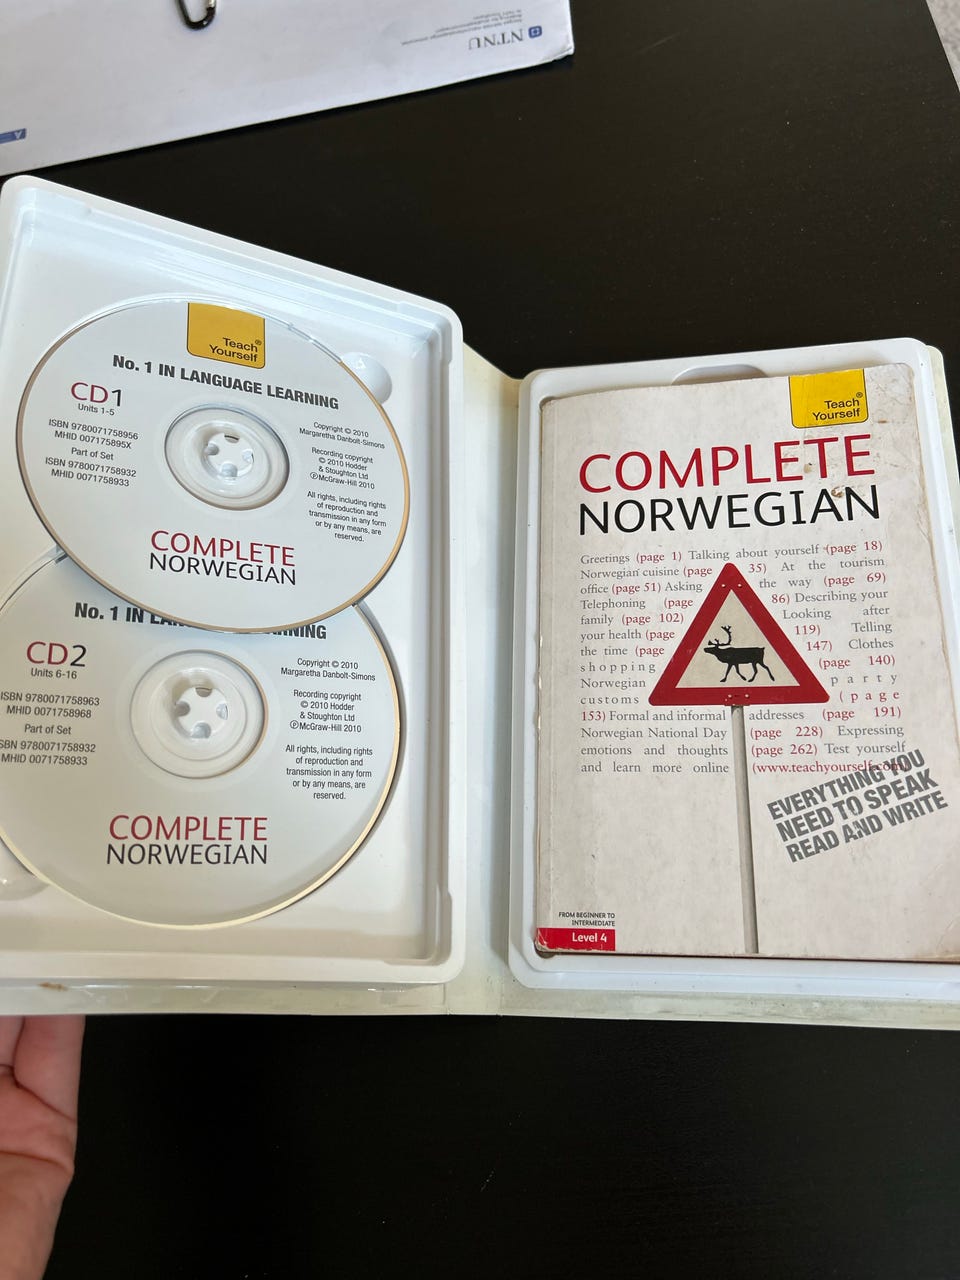 NTNU
Teach
Yourself®
No. 1 IN LANGUAGE LEARNING
CD1
Units 1-5
ISBN 9780071758956
MHID 007175895X
Part of Set
ISBN 9780071758932
MHID 0071758933
Copyright © 2010
Margaretha Danbolt-Simons
Recording copyright
© 2010 Hodder
& Stoughton Ltd
ⓟMcGraw-Hill 2010
All rights, including rights
of reproduction and
transmission in any form
or by any means, are
reserved.
COMPLETE
NORWEGIAN
No. 1 IN LEARNING
CD2
Units 6-16
ISBN 9780071758963
MHID 0071758968
Part of Set
ISBN 9780071758932
MHID 0071758933
Copyright © 2010
Margaretha Danbolt-Simons
Recording copyright
© 2010 Hodder
& Stoughton Ltd
ⓟMcGraw-Hill 2010
All rights, including rights
of reproduction and
transmission in any form
or by any means, are
reserved.
COMPLETE
NORWEGIAN
Teach
Yourself®
COMPLETE
NORWEGIAN
Greetings (page 1) Talking about yourself (page 18)
Norwegian cuisine (page 35) At the tourism
office (page 51) Asking the way (page 69)
Telephoning (page 86) Describing your
family (page 102) Looking after
your health (page 119) Telling
the time (page 147) Clothes
shopping (page 140)
Norwegian party
customs (page
153) Formal and informal addresses (page 191)
Norwegian National Day (page 228) Expressing
emotions and thoughts (page 262) Test yourself
and learn more online (www.teachyourself.com)
EVERYTHING YOU
NEED TO SPEAK
READ AND WRITE
FROM BEGINNER TO
INTERMEDIATE
Level 4